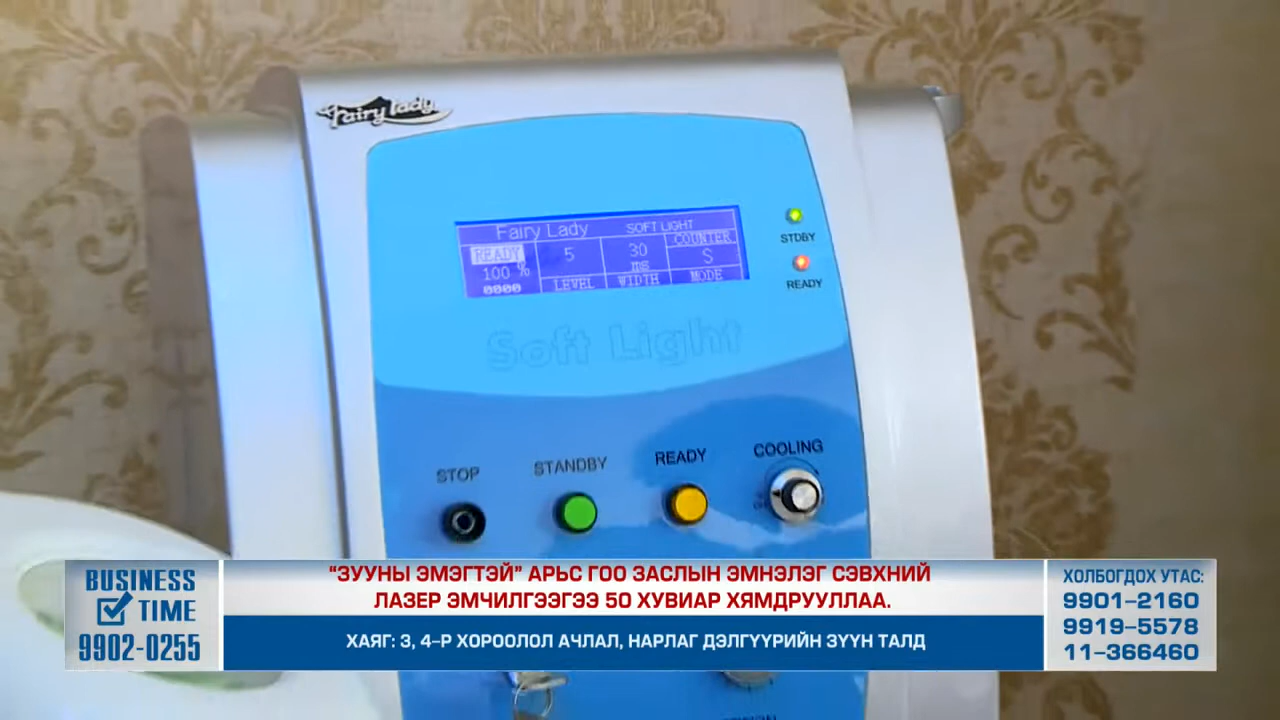 Fairy lady
Fairy Lady SOFT LIGHT
READY 5 30 COUNTER
100 % ms S
0000 LEVEL WIDTH MODE
STDBY
READY
Soft Light
STOP STANDBY READY COOLING
BUSINESS
TIME
9902-0255
“ЗУУНЫ ЭМЭГТЭЙ” АРЬС ГОО ЗАСЛЫН ЭМНЭЛЭГ СЭВХНИЙ
ЛАЗЕР ЭМЧИЛГЭЭГЭЭ 50 ХУВИАР ХЯМДРУУЛЛАА.
ХАЯГ: 3, 4-Р ХОРООЛОЛ АЧЛАЛ, НАРЛАГ ДЭЛГҮҮРИЙН ЗҮҮН ТАЛД
ХОЛБОГДОХ УТАС:
9901-2160
9919-5578
11-366460